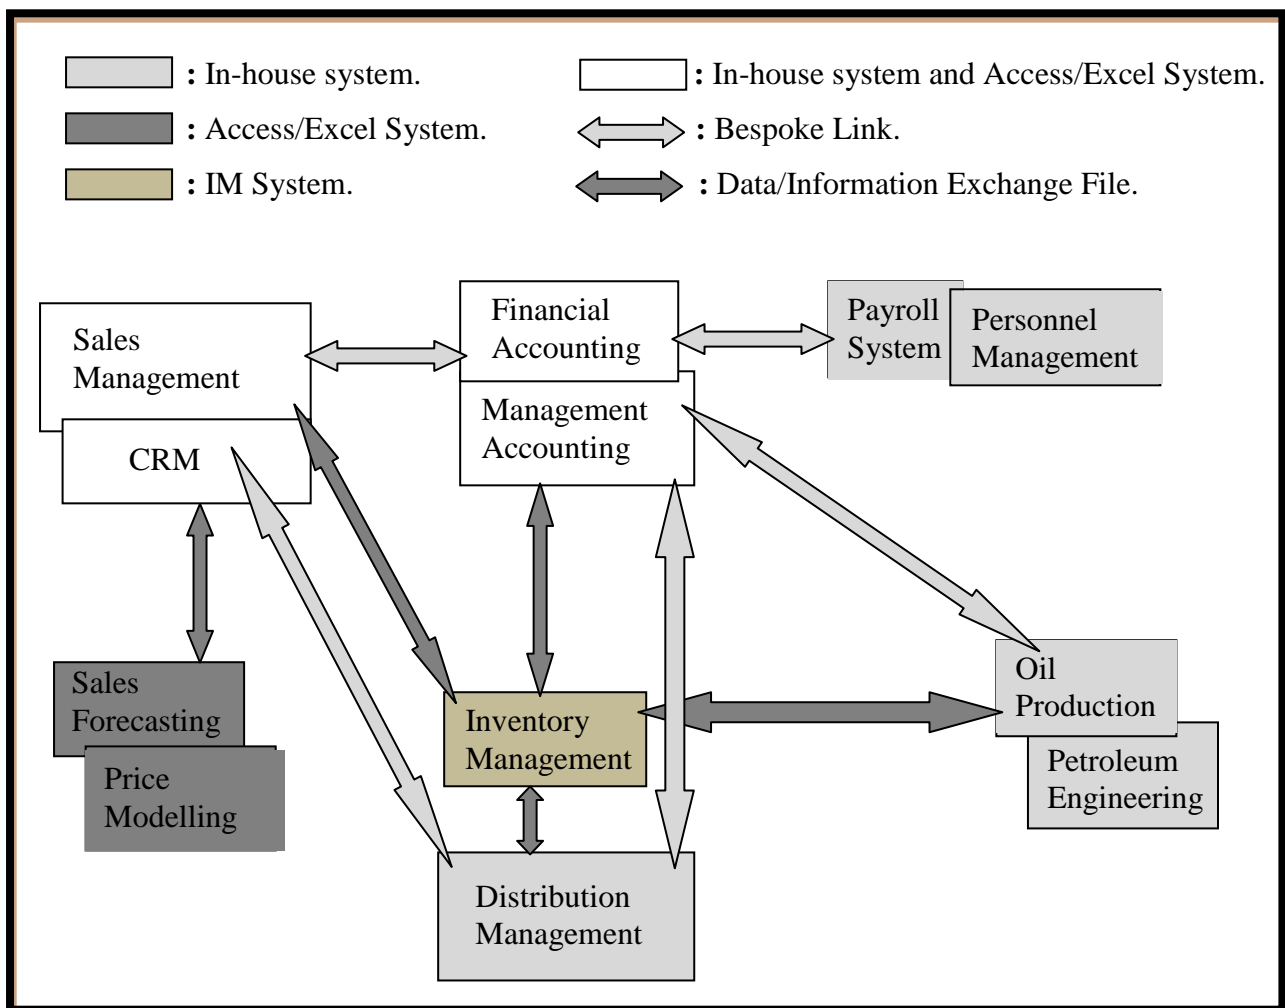 : In-house system.
: In-house system and Access/Excel System.
: Access/Excel System.
: Bespoke Link.
: IM System.
: Data/Information Exchange File.
Sales
Management
Financial
Accounting
Payroll
System
Personnel
Management
CRM
Management
Accounting
Sales
Forecasting
Price
Modelling
Inventory
Management
Oil
Production
Petroleum
Engineering
Distribution
Management